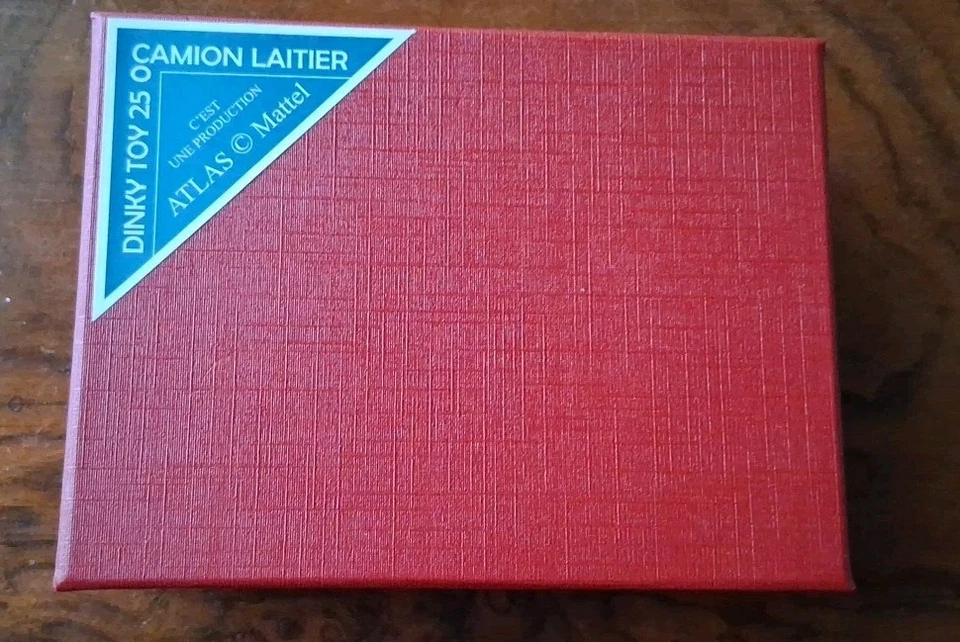 CAMION LAITIER
DINKY TOY 25 O
C'EST
UNE PRODUCTION
ATLAS © Mattel